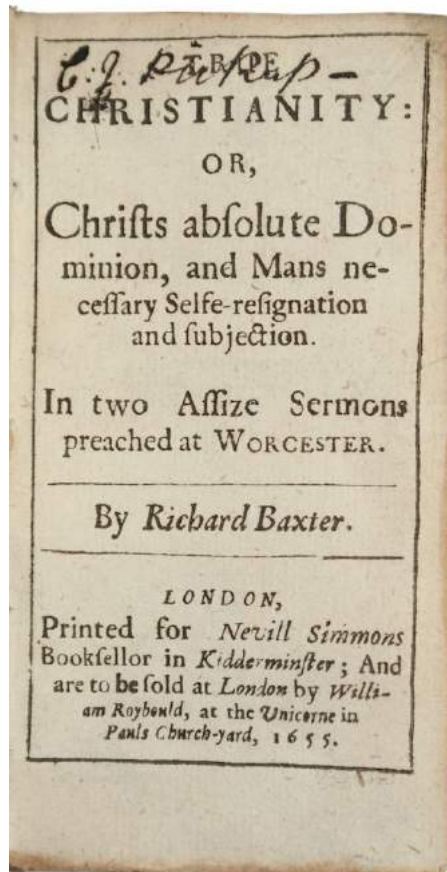 C. J. Pickup –
CHRISTIANITY:
OR,
Chriſts abſolute Do-
minion, and Mans ne-
ceſſary Selfe-reſignation
and ſubjection.
In two Aſſize Sermons
preached at WORCESTER.
By Richard Baxter.
LONDON,
Printed for Nevill Simmons
Bookſellor in Kidderminſter; And
are to be ſold at London by Willi-
am Roybould, at the Unicorne in
Pauls Church-yard, 1655.